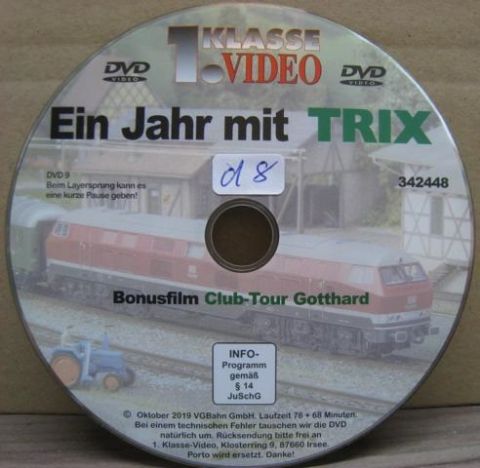 1. KLASSE
VIDEO
DVD
VIDEO
DVD
VIDEO
Ein Jahr mit TRIX
d 8
DVD 9
Beim Layersprung kann es
eine kurze Pause geben!
342448
Bonusfilm Club-Tour Gotthard
INFO-
Programm
gemäß
§ 14
JuSchG
© Oktober 2019 VGBahn GmbH. Laufzeit 76 + 68 Minuten.
Bei einem technischen Fehler tauschen wir die DVD
natürlich um. Rücksendung bitte frei an
1. Klasse-Video, Klosterring 9, 87660 Irsee.
Porto wird ersetzt. Danke!